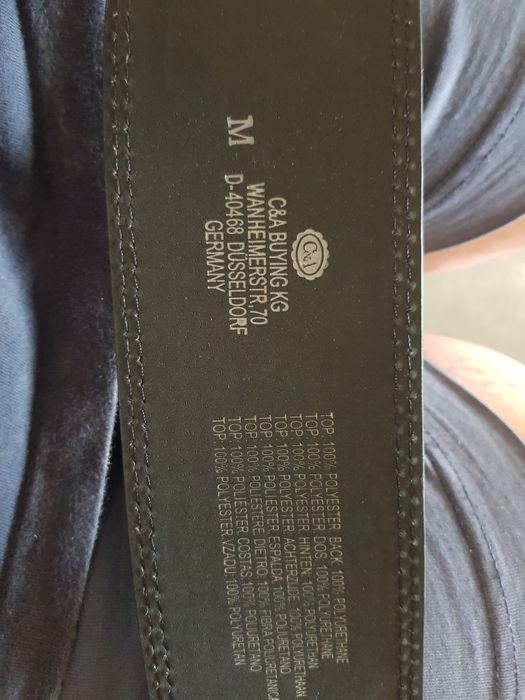 M
C&A
C&A BUYING KG
WANHEIMERSTR.70
D-40468 DÜSSELDORF
GERMANY
TOP: 100% POLYESTER BACK: 100% POLYURETHANE
TOP: 100% POLYESTER DOS: 100% POLYURETHANE
TOP: 100% POLYESTER HINTEN: 100% POLYURETHAN
TOP: 100% POLYESTER ACHTERZIJDE: 100% POLYURETHAAN
TOP: 100% POLIESTER ESPALDA: 100% POLIURETANO
TOP: 100% POLIESTERE DIETRO: 100% FIBRA POLIURETANICA
TOP: 100% POLIÉSTER COSTAS: 100% POLIURETANO
TOP: 100% POLYESTER VZADU: 100% POLYURETAN